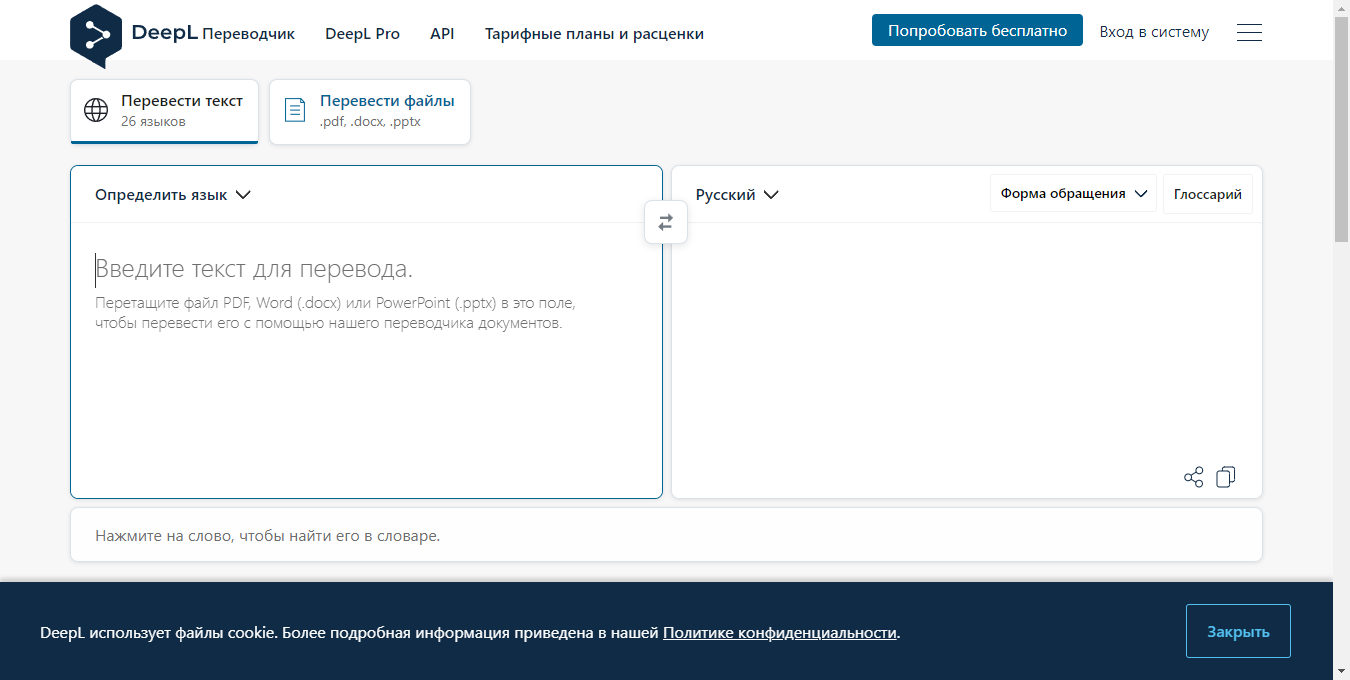 DeepL Переводчик DeepL Pro API Тарифные планы и расценки Попробовать бесплатно Вход в систему
Перевести текст
26 языков
Перевести файлы
.pdf, .docx, .pptx
Определить язык
Русский Форма обращения Глоссарий
Введите текст для перевода.
Перетащите файл PDF, Word (.docx) или PowerPoint (.pptx) в это поле,
чтобы перевести его с помощью нашего переводчика документов.
Нажмите на слово, чтобы найти его в словаре.
DeepL использует файлы cookie. Более подробная информация приведена в нашей Политике конфиденциальности.
Закрыть